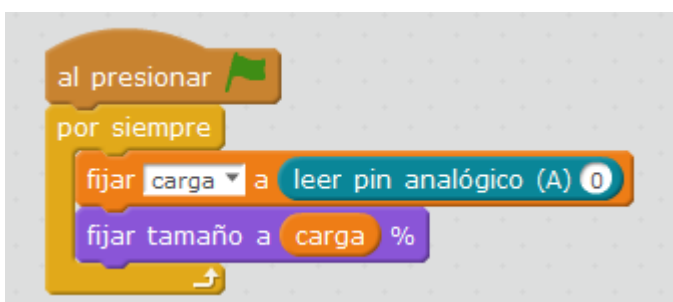 al presionar
por siempre
fijar carga a leer pin analógico (A) 0
fijar tamaño a carga %